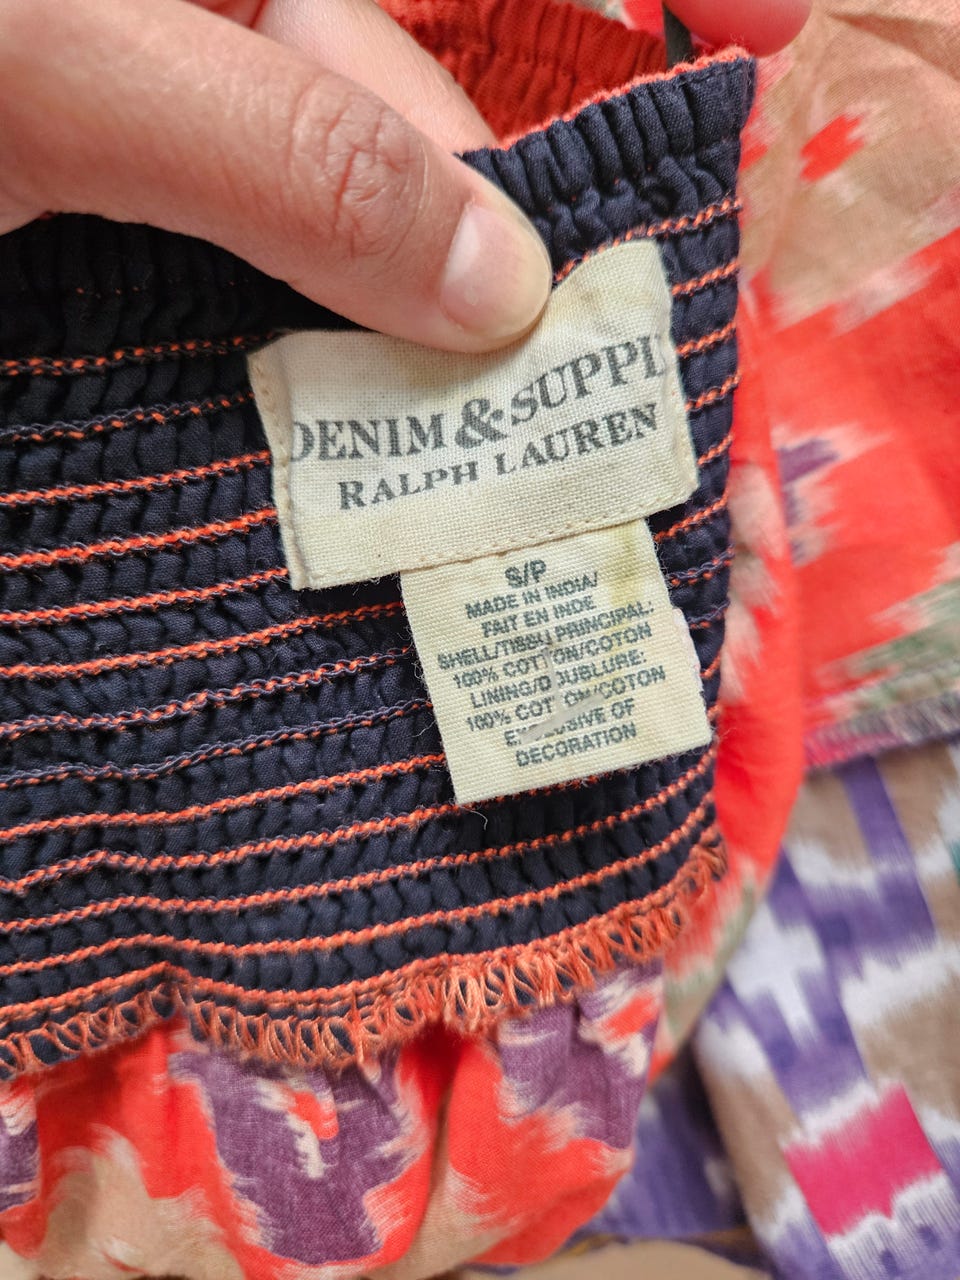 DENIM & SUPPLY
RALPH LAUREN
S/P
MADE IN INDIA/
FAIT EN INDE
SHELL/TISSU PRINCIPAL:
100% COTTON/COTON
LINING/DOUBLURE:
100% COTTON/COTON
EXCLUSIVE OF
DECORATION